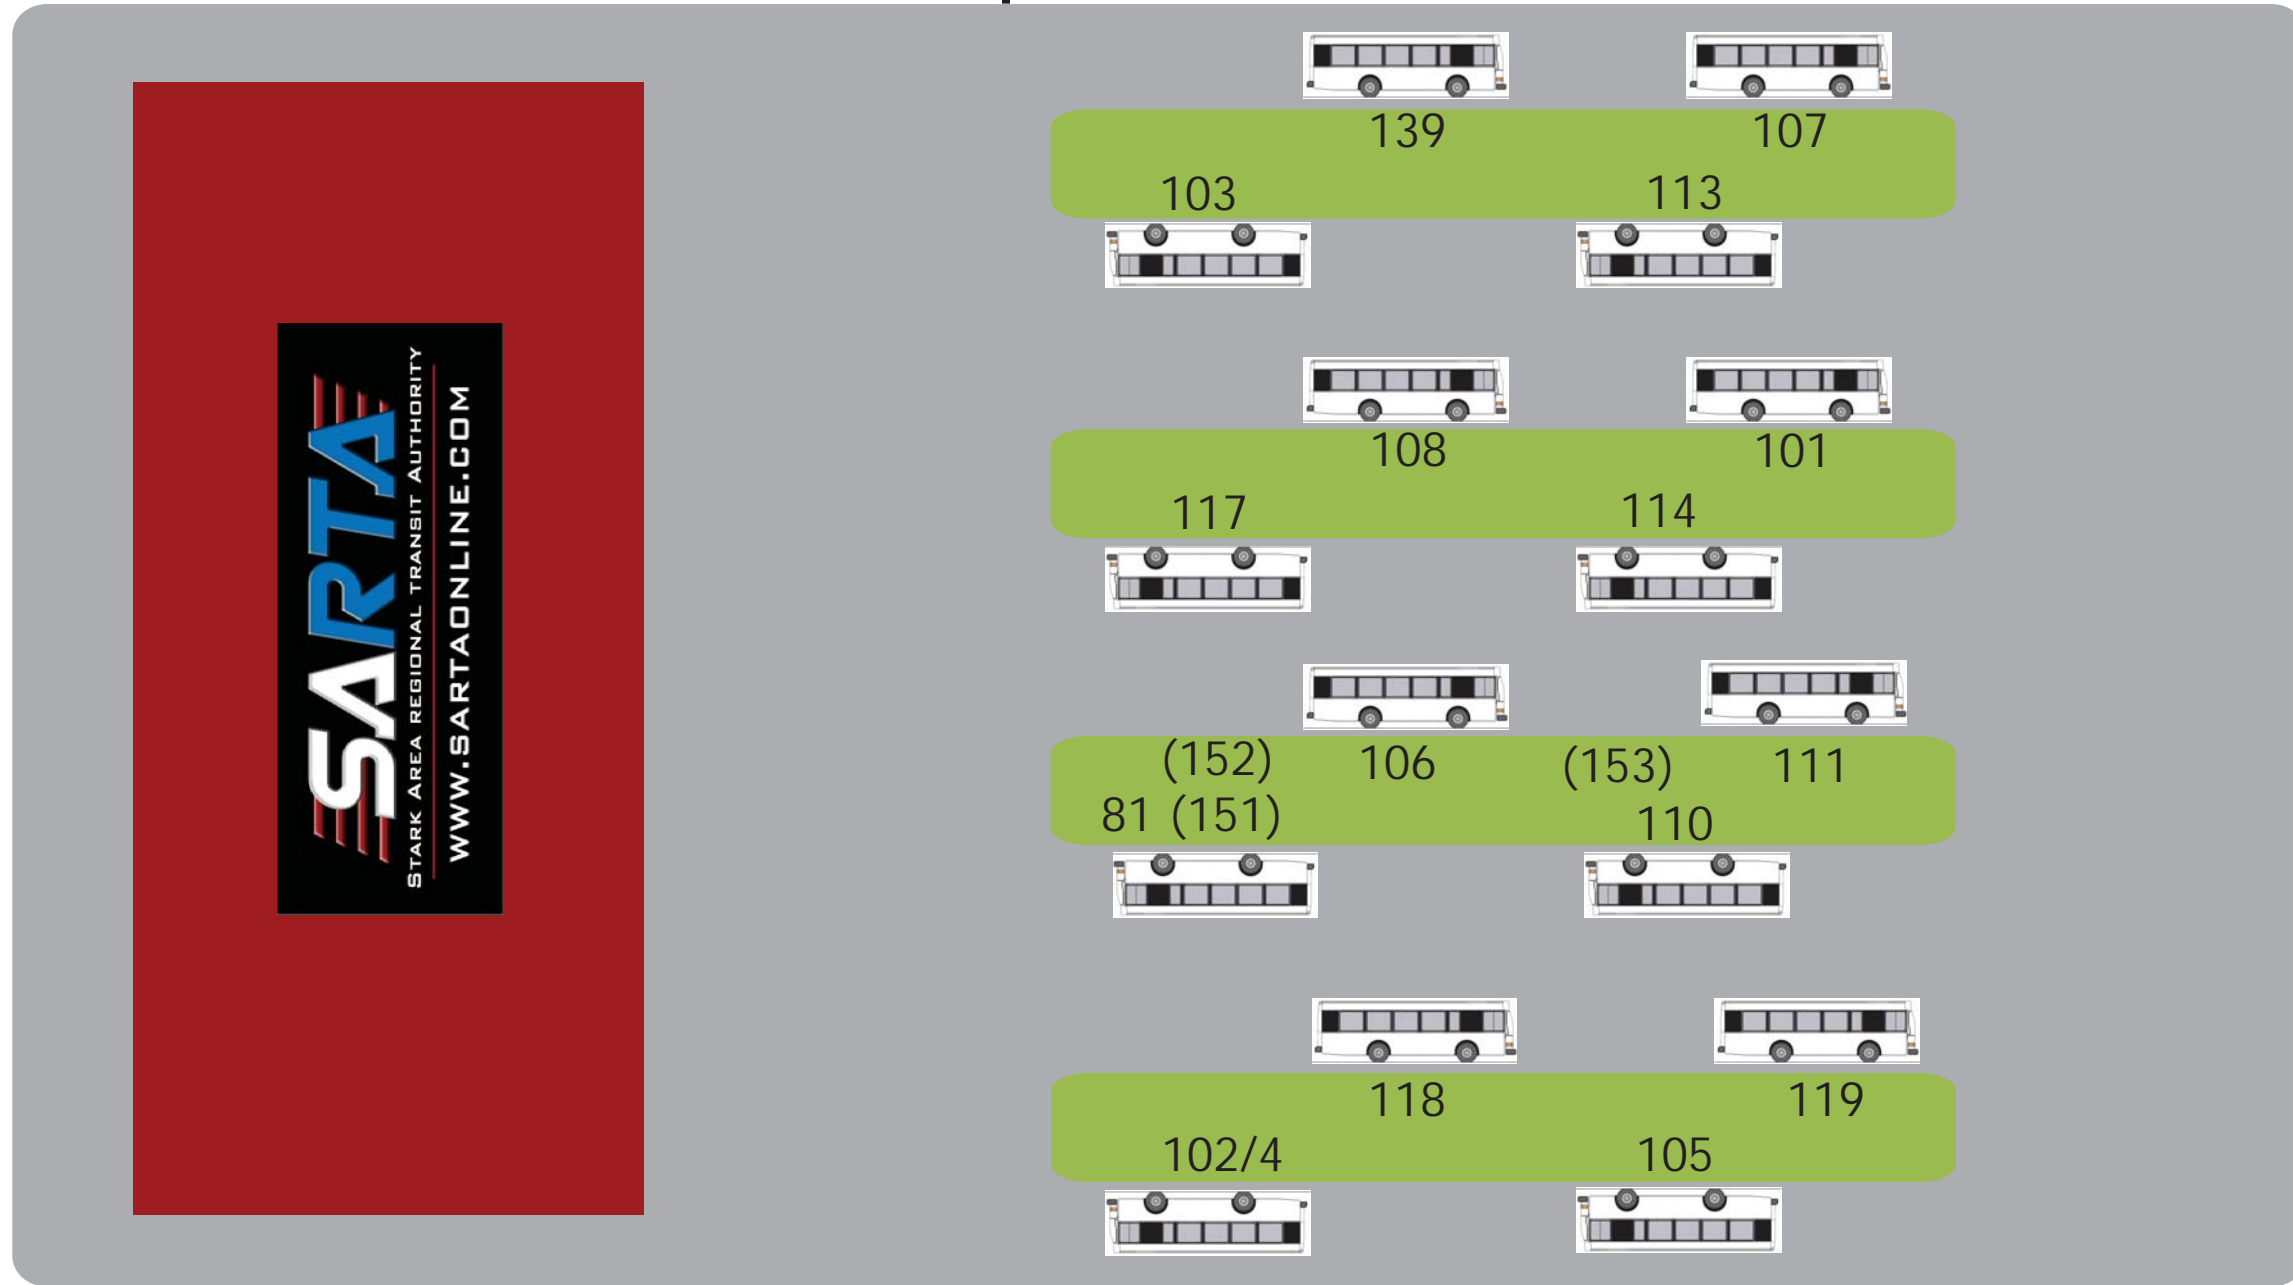 SARTA
STARK AREA REGIONAL TRANSIT AUTHORITY
WWW.SARTAONLINE.COM
139 107
103 113
108 101
117 114
(152) 106 (153) 111
81 (151) 110
118 119
102/4 105